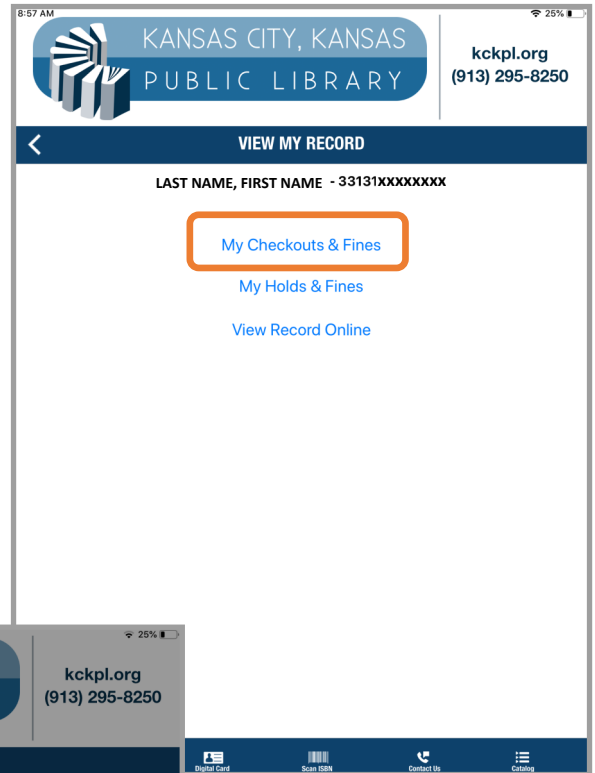 8:57 AM
25%
KANSAS CITY, KANSAS
PUBLIC LIBRARY
kckpl.org
(913) 295-8250
VIEW MY RECORD
LAST NAME, FIRST NAME - 33131XXXXXXXX
My Checkouts & Fines
My Holds & Fines
View Record Online
25%
kckpl.org
(913) 295-8250
Digital Card
Scan ISBN
Contact Us
Catalog